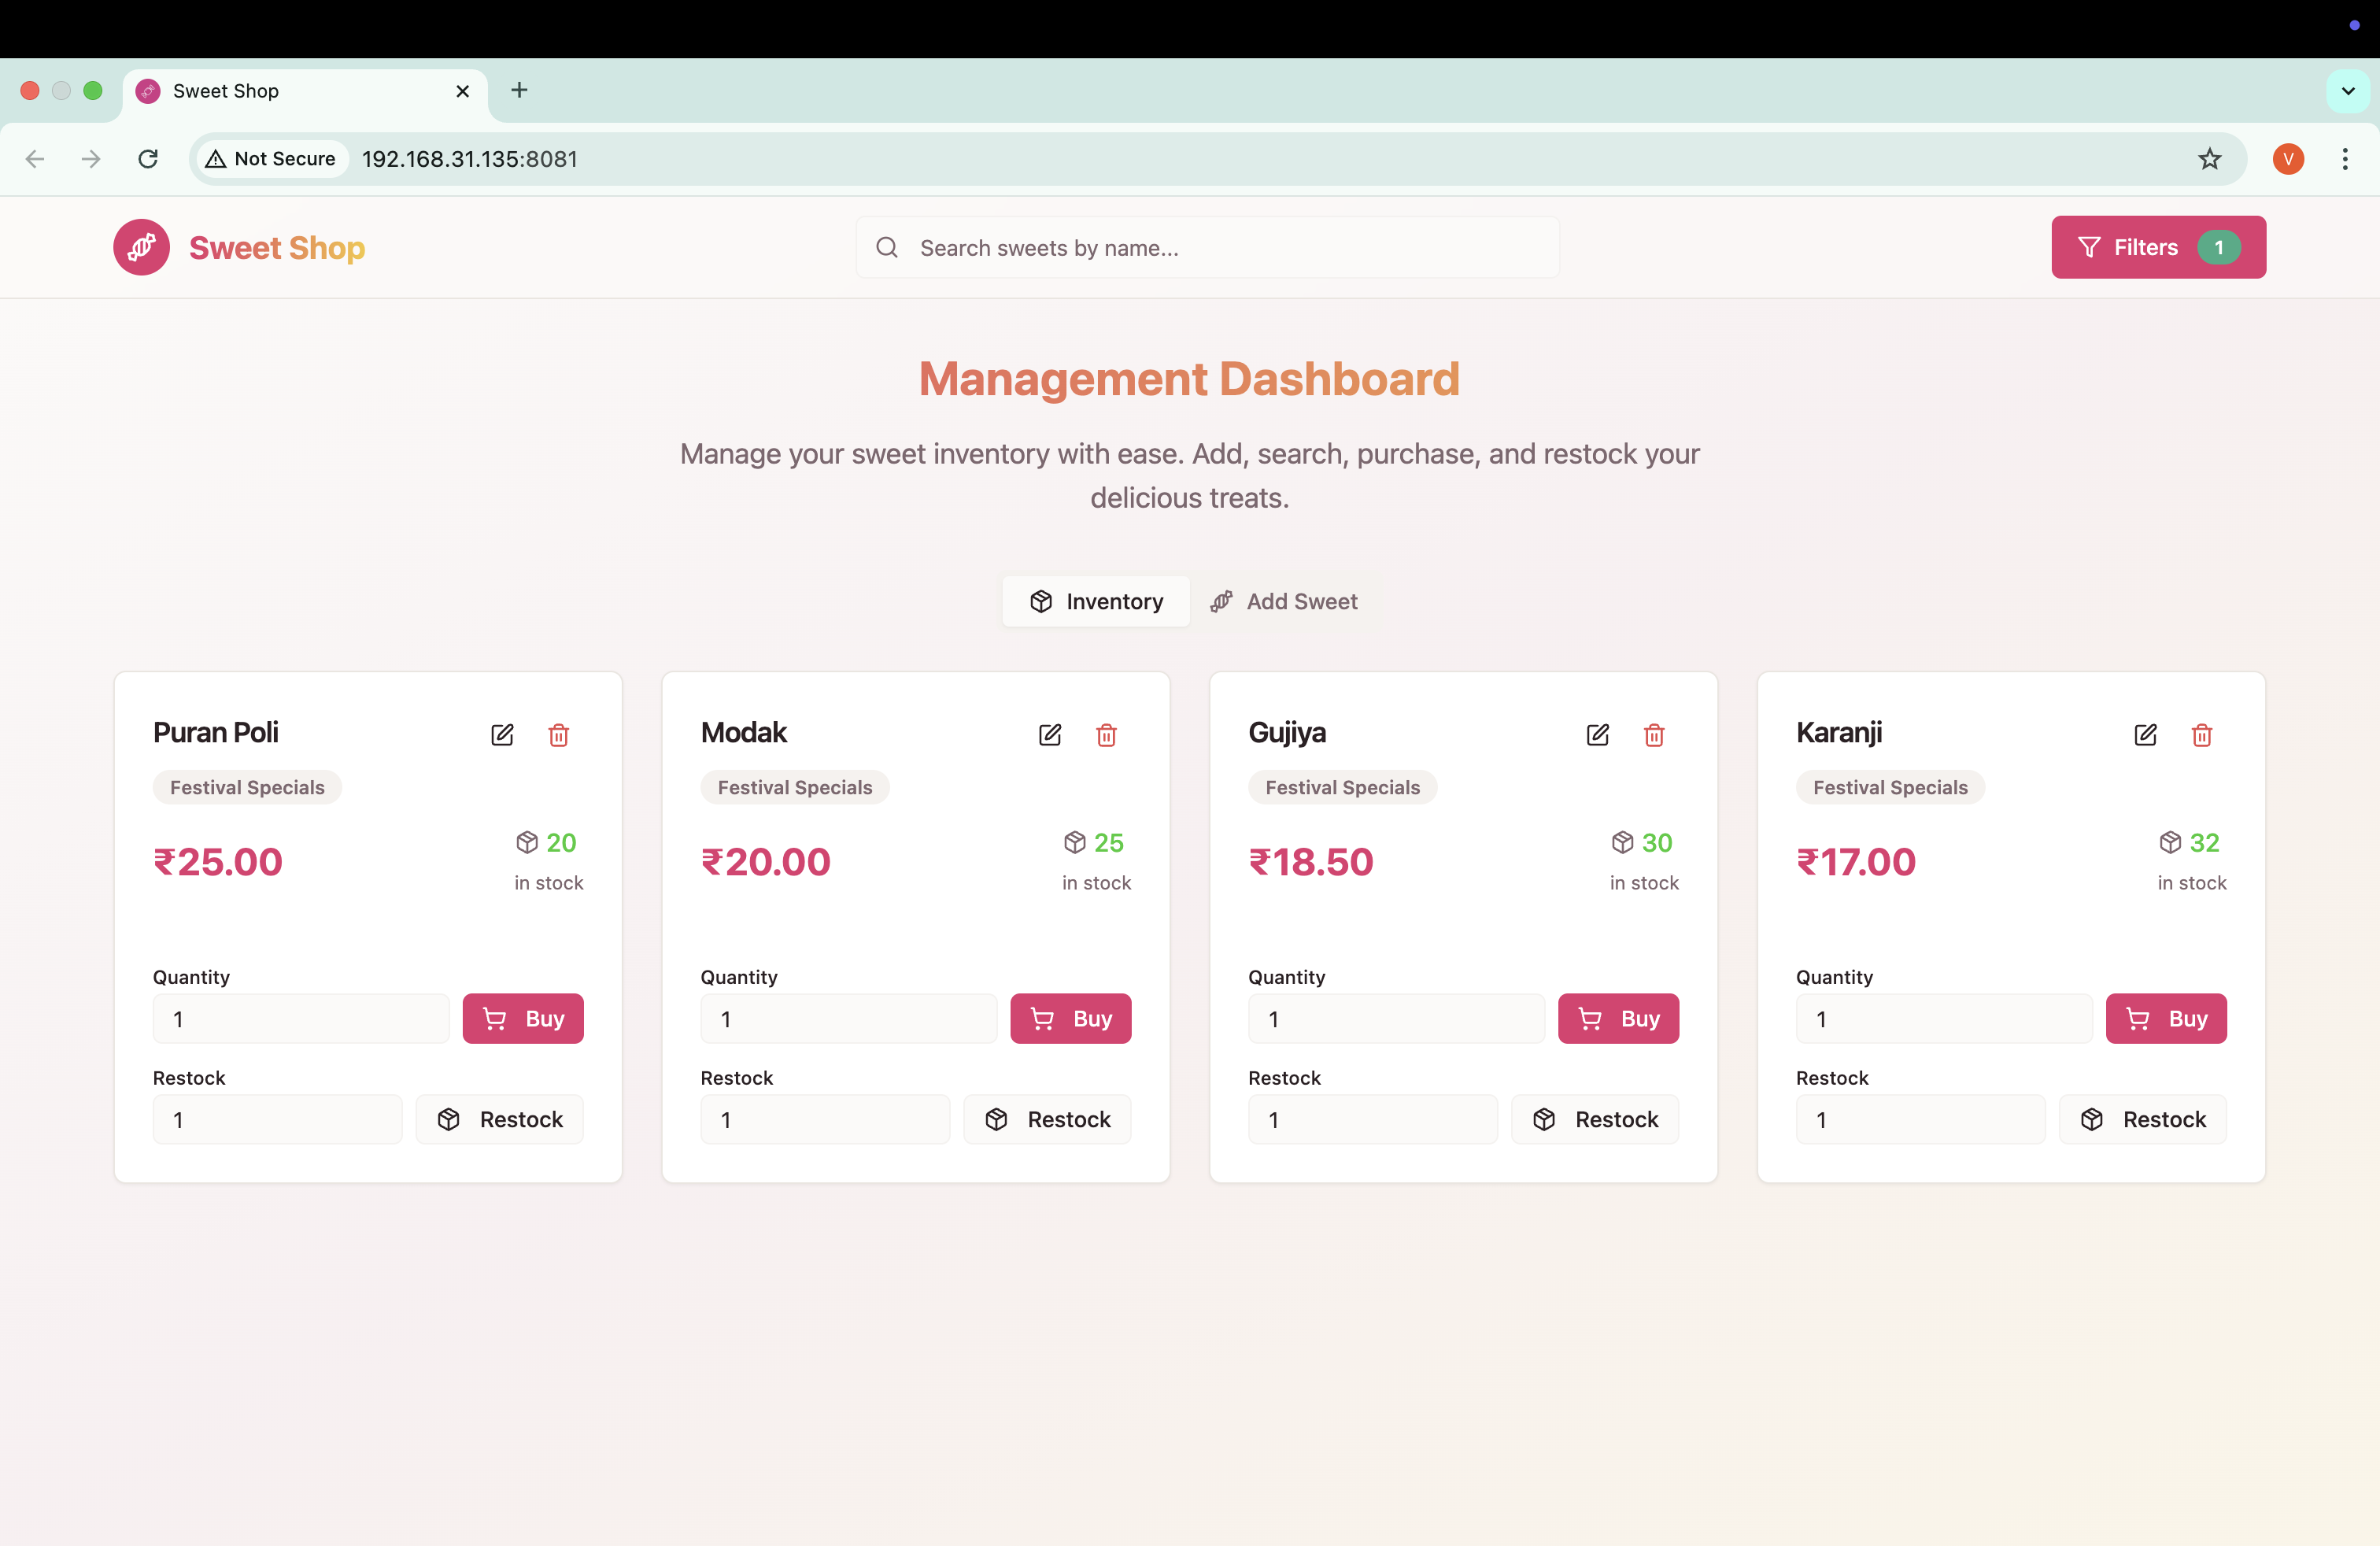 Sweet Shop
Not Secure 192.168.31.135:8081
V
Sweet Shop
Search sweets by name...
Filters 1
Management Dashboard
Manage your sweet inventory with ease. Add, search, purchase, and restock your
delicious treats.
Inventory Add Sweet
Puran Poli
Festival Specials
₹25.00
20
in stock
Quantity
1 Buy
Restock
1 Restock
Modak
Festival Specials
₹20.00
25
in stock
Quantity
1 Buy
Restock
1 Restock
Gujiya
Festival Specials
₹18.50
30
in stock
Quantity
1 Buy
Restock
1 Restock
Karanji
Festival Specials
₹17.00
32
in stock
Quantity
1 Buy
Restock
1 Restock